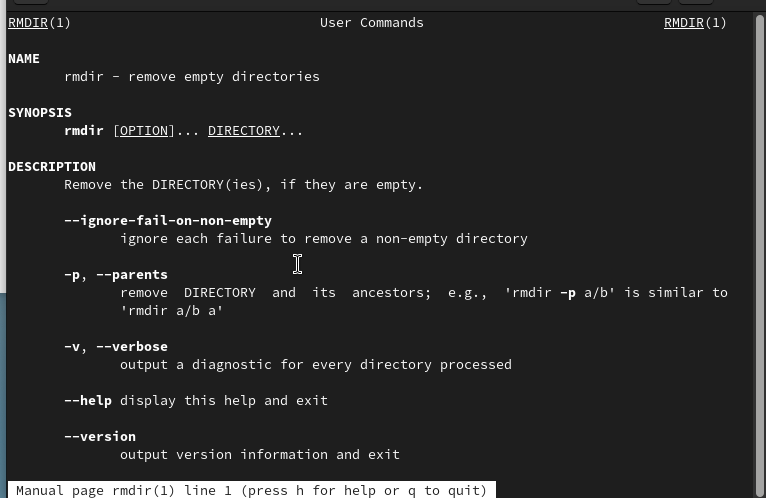 RMDIR(1) User Commands RMDIR(1)
NAME
rmdir - remove empty directories
SYNOPSIS
rmdir [OPTION]... DIRECTORY...
DESCRIPTION
Remove the DIRECTORY(ies), if they are empty.
--ignore-fail-on-non-empty
ignore each failure to remove a non-empty directory
-p, --parents
remove DIRECTORY and its ancestors; e.g., 'rmdir -p a/b' is similar to
'rmdir a/b a'
-v, --verbose
output a diagnostic for every directory processed
--help display this help and exit
--version
output version information and exit
Manual page rmdir(1) line 1 (press h for help or q to quit)